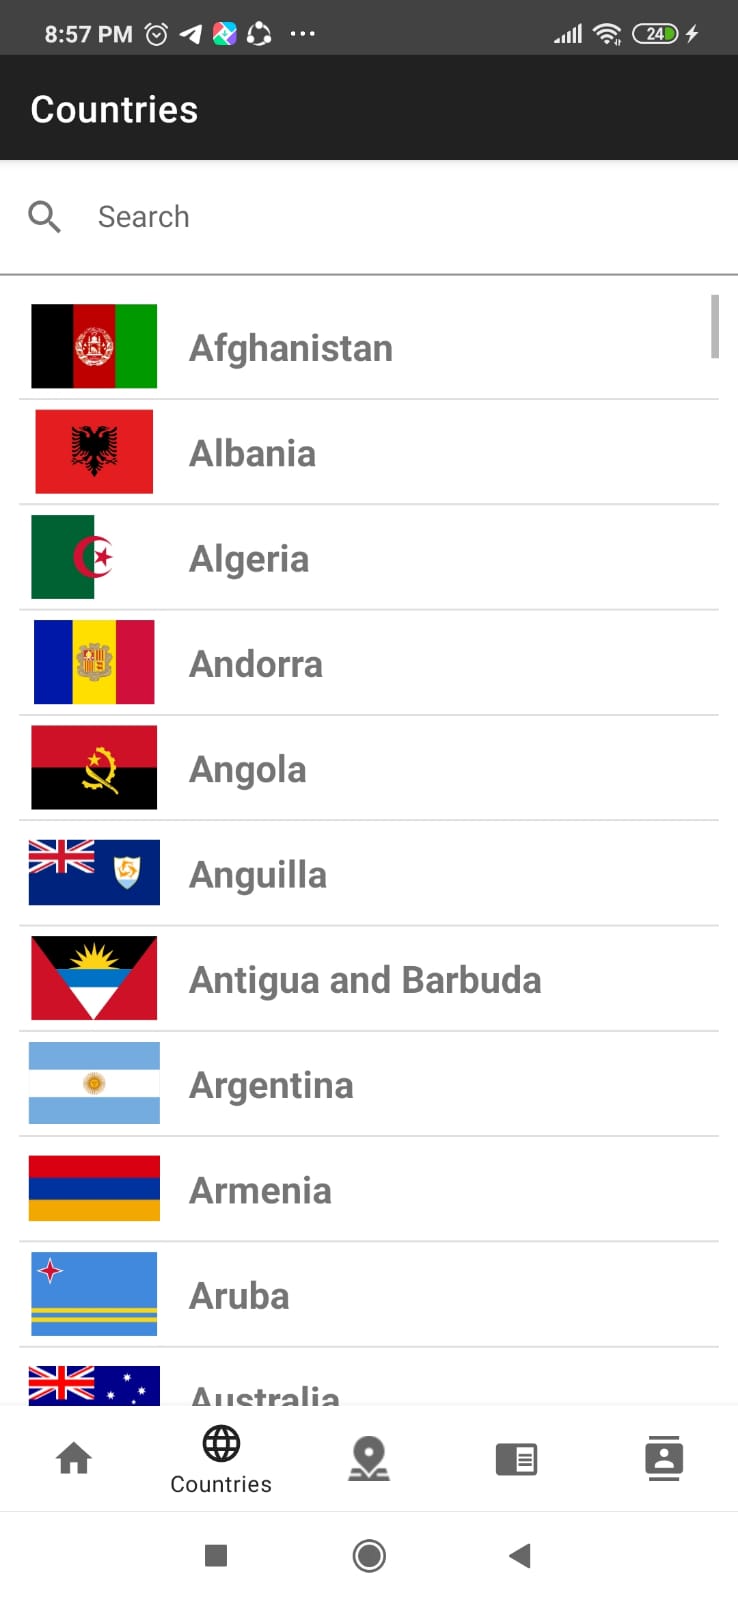 8:57 PM
24
Countries
Search
Afghanistan
Albania
Algeria
Andorra
Angola
Anguilla
Antigua and Barbuda
Argentina
Armenia
Aruba
Australia
Countries